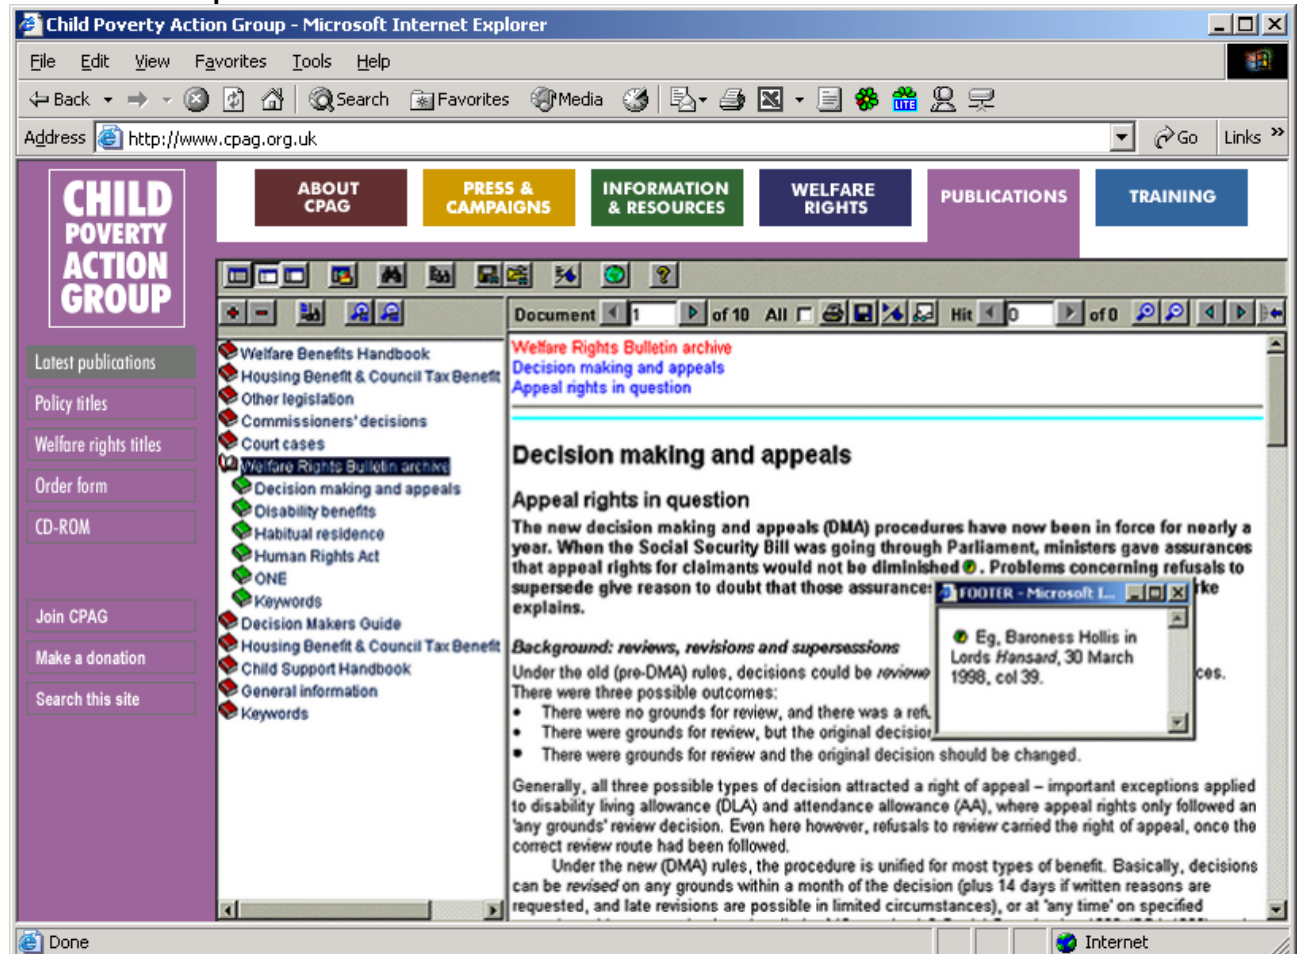 Child Poverty Action Group - Microsoft Internet Explorer
File Edit View Favorites Tools Help
Back Search Favorites Media LITE
Address http://www.cpag.org.uk Go Links »
CHILD
POVERTY
ACTION
GROUP
ABOUT
CPAG
PRESS &
CAMPAIGNS
INFORMATION
& RESOURCES
WELFARE
RIGHTS
PUBLICATIONS
TRAINING
Latest publications
Policy titles
Welfare rights titles
Order form
CD-ROM
Join CPAG
Make a donation
Search this site
Document 1 of 10 All Hit 0 of 0
Welfare Benefits Handbook
Housing Benefit & Council Tax Benefit
Other legislation
Commissioners' decisions
Court cases
Welfare Rights Bulletin archive
Decision making and appeals
Disability benefits
Habitual residence
Human Rights Act
ONE
Keywords
Decision Makers Guide
Housing Benefit & Council Tax Benefit
Child Support Handbook
General information
Keywords
Welfare Rights Bulletin archive
Decision making and appeals
Appeal rights in question
Decision making and appeals
Appeal rights in question
The new decision making and appeals (DMA) procedures have now been in force for nearly a
year. When the Social Security Bill was going through Parliament, ministers gave assurances
that appeal rights for claimants would not be diminished . Problems concerning refusals to
supersede give reason to doubt that those assurances rke
explains.
Background: reviews, revisions and supersessions
Under the old (pre-DMA) rules, decisions could be reviewe ces.
There were three possible outcomes:
• There were no grounds for review, and there was a refu
• There were grounds for review, but the original decision
• There were grounds for review and the original decision should be changed.
Generally, all three possible types of decision attracted a right of appeal – important exceptions applied
to disability living allowance (DLA) and attendance allowance (AA), where appeal rights only followed an
'any grounds' review decision. Even here however, refusals to review carried the right of appeal, once the
correct review route had been followed.
Under the new (DMA) rules, the procedure is unified for most types of benefit. Basically, decisions
can be revised on any grounds within a month of the decision (plus 14 days if written reasons are
requested, and late revisions are possible in limited circumstances), or at 'any time' on specified
FOOTER - Microsoft I...
Eg, Baroness Hollis in
Lords Hansard, 30 March
1998, col 39.
Done
Internet